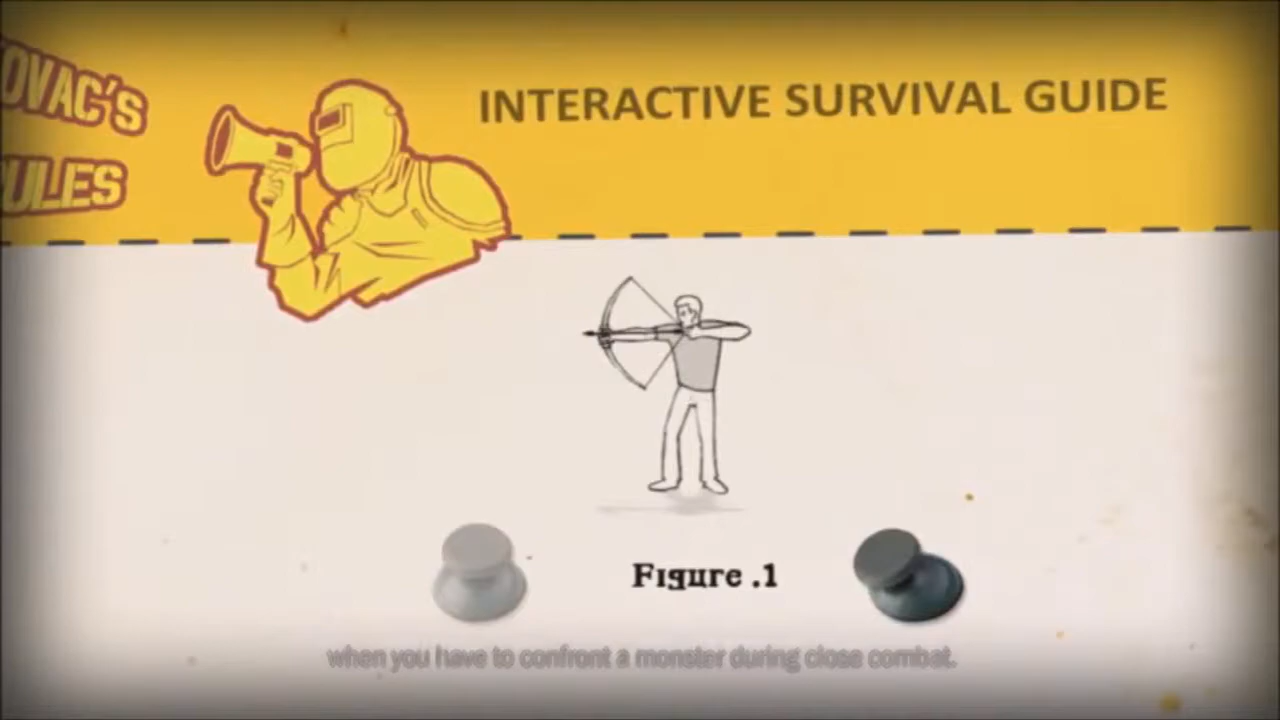 OVAC'S
ULES
INTERACTIVE SURVIVAL GUIDE
Figure .1
when you have to confront a monster during close combat.